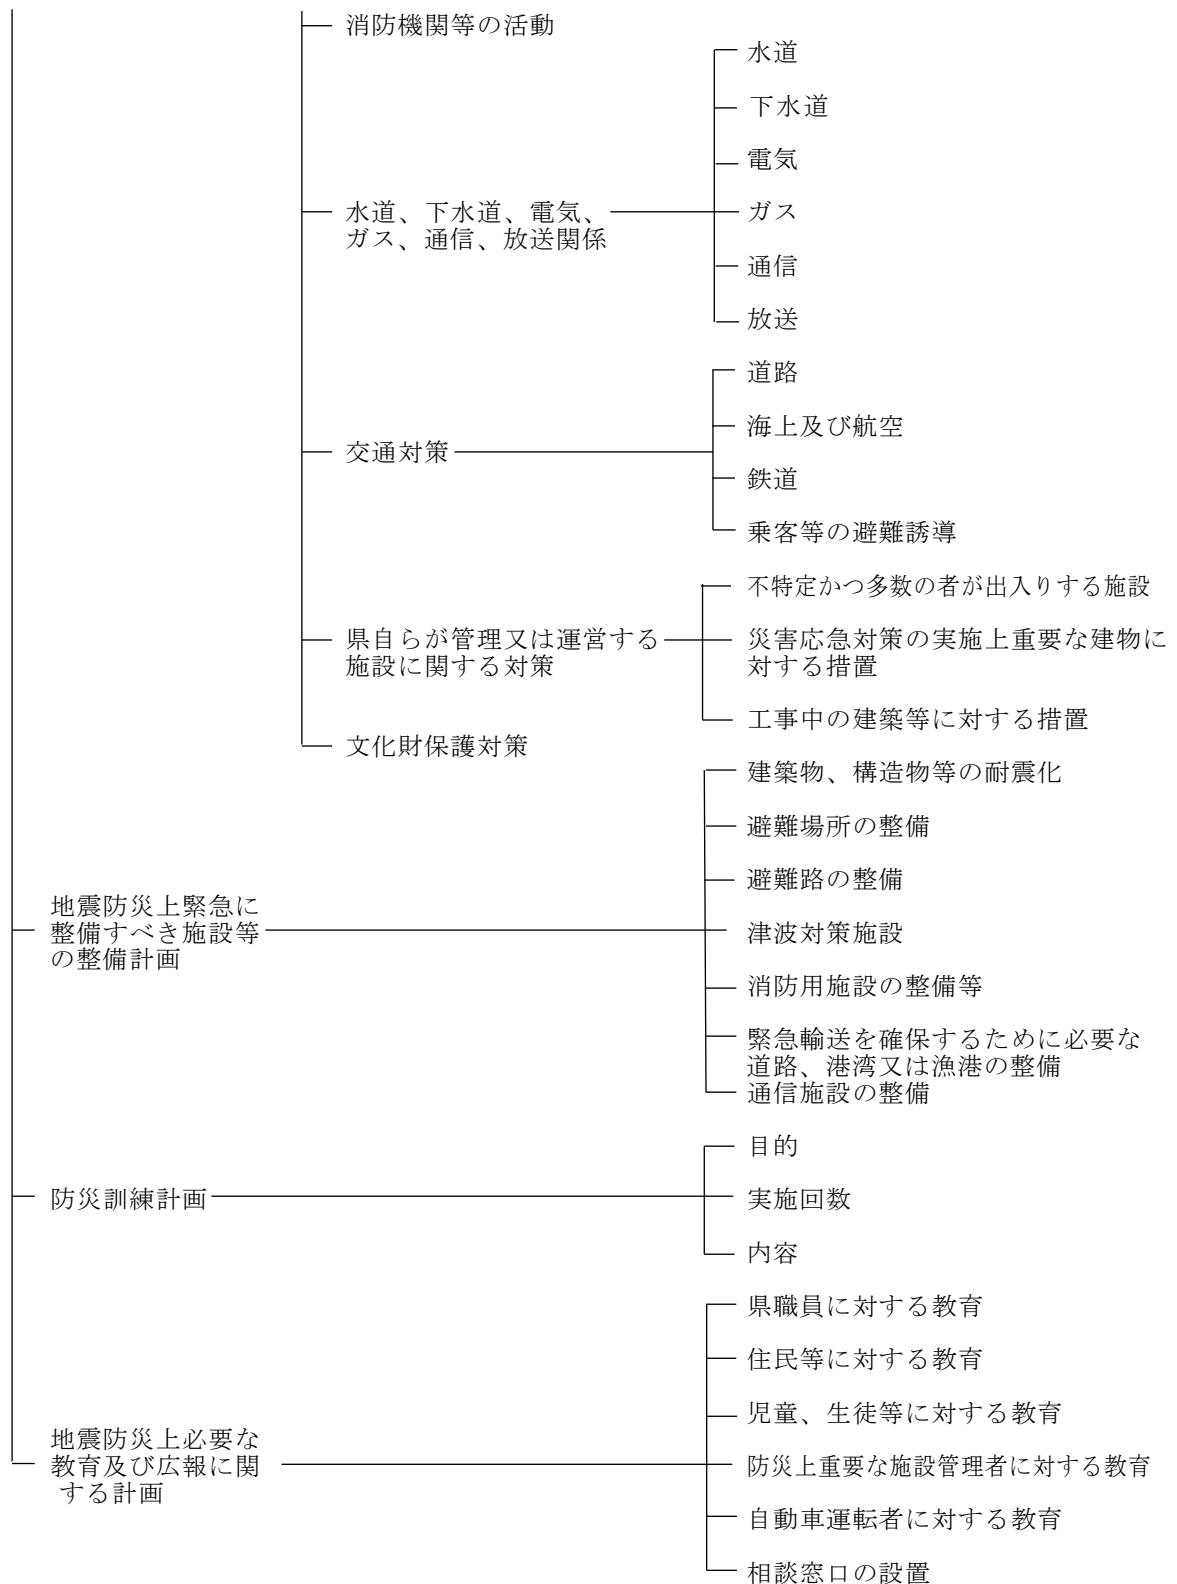 消防機関等の活動
水道、下水道、電気、
ガス、通信、放送関係
水道
下水道
電気
ガス
通信
放送
交通対策
道路
海上及び航空
鉄道
乗客等の避難誘導
県自らが管理又は運営する
施設に関する対策
不特定かつ多数の者が出入りする施設
災害応急対策の実施上重要な建物に
対する措置
工事中の建築等に対する措置
文化財保護対策
地震防災上緊急に
整備すべき施設等
の整備計画
建築物、構造物等の耐震化
避難場所の整備
避難路の整備
津波対策施設
消防用施設の整備等
緊急輸送を確保するために必要な
道路、港湾又は漁港の整備
通信施設の整備
防災訓練計画
目的
実施回数
内容
地震防災上必要な
教育及び広報に関
する計画
県職員に対する教育
住民等に対する教育
児童、生徒等に対する教育
防災上重要な施設管理者に対する教育
自動車運転者に対する教育
相談窓口の設置